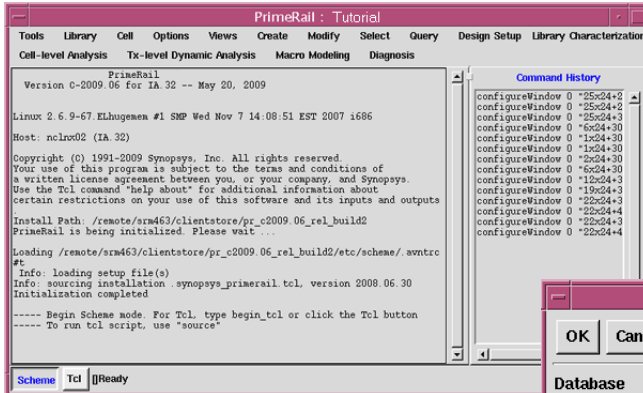 PrimeRail : Tutorial
Tools Library Cell Options Views Create Modify Select Query Design Setup Library Characterization
Cell-level Analysis Tx-level Dynamic Analysis Macro Modeling Diagnosis
PrimeRail
Version C-2009.06 for IA.32 -- May 20, 2009
Linux 2.6.9-67.ELhugemem #1 SMP Wed Nov 7 14:08:51 EST 2007 i686
Host: nclnx02 (IA.32)
Copyright (C) 1991-2009 Synopsys, Inc. All rights reserved.
Your use of this program is subject to the terms and conditions of
a written license agreement between you, or your company, and Synopsys.
Use the Tcl command "help about" for additional information about
certain restrictions on your use of this software and its inputs and outputs
.
Install Path: /remote/srm463/clientstore/pr_c2009.06_rel_build2
PrimeRail is being initialized. Please wait ...
Loading /remote/srm463/clientstore/pr_c2009.06_rel_build2/etc/scheme/.avntrc
#t
Info: loading setup file(s)
Info: sourcing installation .synopsys_primerail.tcl, version 2008.06.30
Initialization completed
----- Begin Scheme mode. For Tcl, type begin_tcl or click the Tcl button
----- To run tcl script, use "source"
Scheme Tcl []Ready
Command History
configureWindow 0 "25x24+2
configureWindow 0 "25x24+2
configureWindow 0 "25x24+3
configureWindow 0 "6x24+30
configureWindow 0 "1x24+30
configureWindow 0 "1x24+30
configureWindow 0 "2x24+30
configureWindow 0 "6x24+30
configureWindow 0 "12x24+3
configureWindow 0 "19x24+3
configureWindow 0 "22x24+3
configureWindow 0 "22x24+4
configureWindow 0 "22x24+3
configureWindow 0 "22x24+4
OK Can
Database